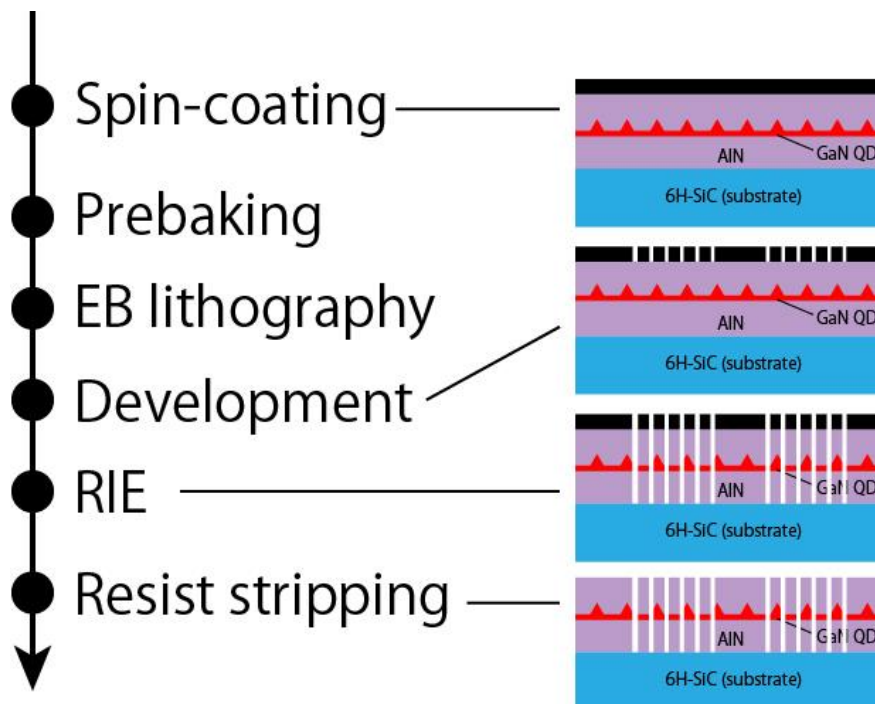 Spin-coating
Prebaking
EB lithography
Development
RIE
Resist stripping
AlN
GaN QD
6H-SiC (substrate)
AlN
GaN QD
6H-SiC (substrate)
AlN
GaN QD
6H-SiC (substrate)
AlN
GaN QD
6H-SiC (substrate)